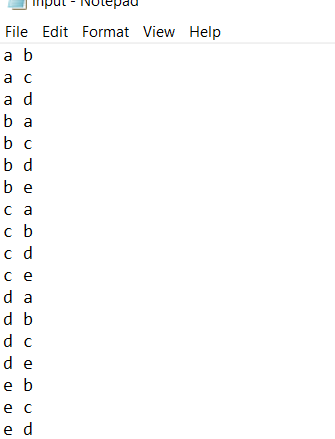 Input - Notepad
File Edit Format View Help
a b
a c
a d
b a
b c
b d
b e
c a
c b
c d
c e
d a
d b
d c
d e
e b
e c
e d